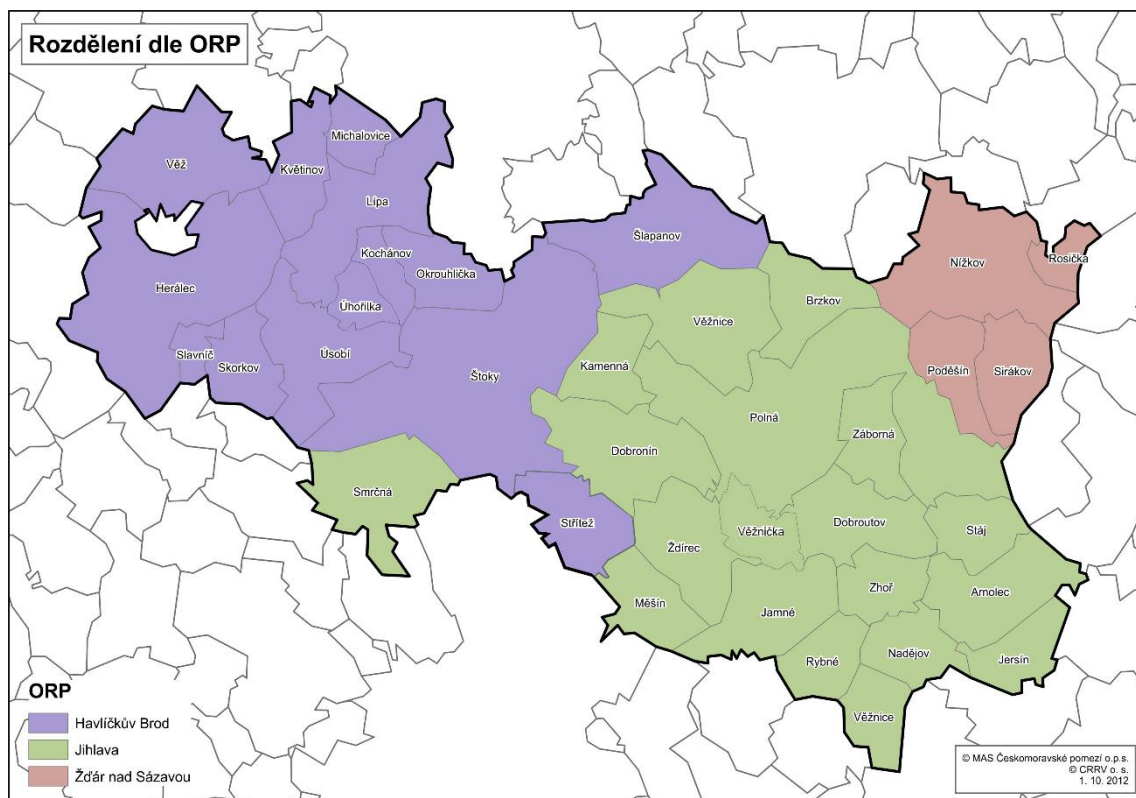 Rozdělení dle ORP
Michalovice
Věž
Květinov
Lípa
Kochánov
Okrouhlička
Šlapanov
Nížkov
Rosička
Herálec
Úhořilka
Věžnice
Brzkov
Slavníč
Skorkov
Úsobí
Štoky
Kamenná
Poděšín
Sirákov
Polná
Záborná
Dobronín
Smrčná
Střítež
Ždírec
Věžnička
Dobroutov
Stáj
Měšín
Jamné
Zhoř
Arnolec
Rybné
Nadějov
Jersín
Věžnice
ORP
Havlíčkův Brod
Jihlava
Žďár nad Sázavou
© MAS Českomoravské pomezí o.p.s.
© CRRV o. s.
1. 10. 2012